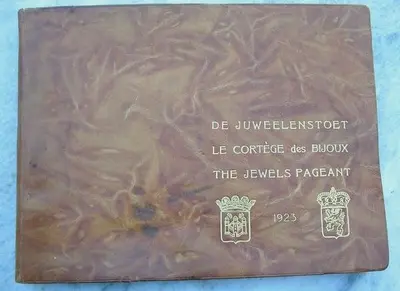 DE JUWEELENSTOET
LE CORTÈGE des BIJOUX
THE JEWELS PAGEANT
1923